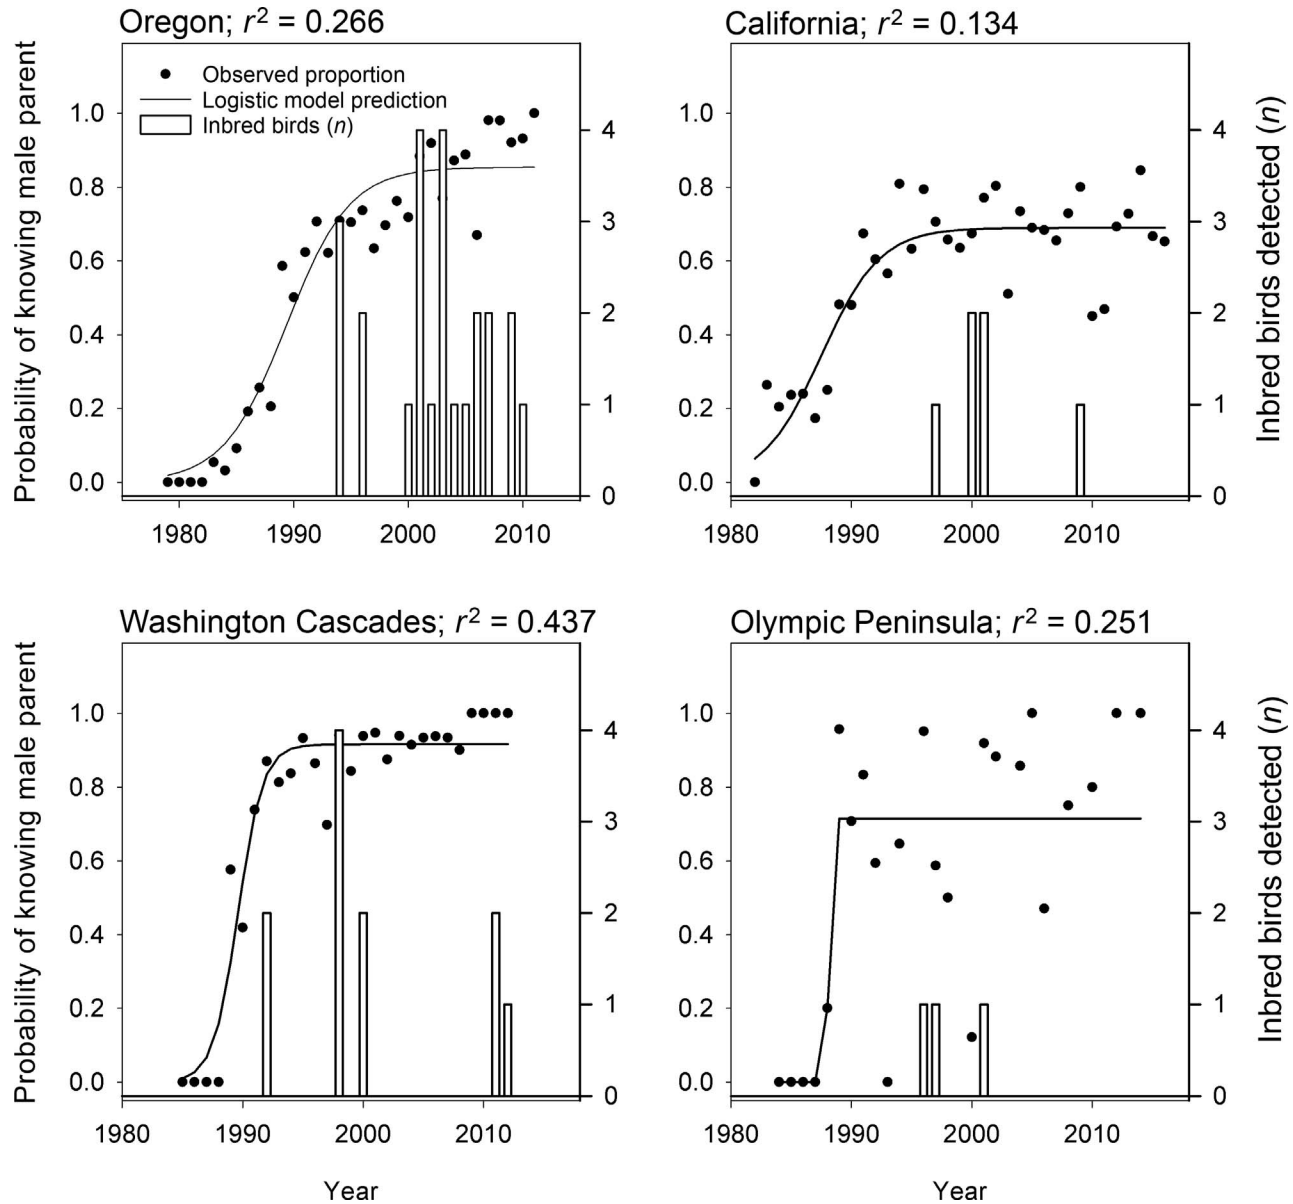 Oregon; r² = 0.266
Probability of knowing male parent
Observed proportion
Logistic model prediction
Inbred birds (n)
1.0
0.8
0.6
0.4
0.2
0.0
4
3
2
1
0
1980 1990 2000 2010
California; r² = 0.134
1.0
0.8
0.6
0.4
0.2
0.0
4
3
2
1
0
Inbred birds detected (n)
1980 1990 2000 2010
Washington Cascades; r² = 0.437
Probability of knowing male parent
1.0
0.8
0.6
0.4
0.2
0.0
4
3
2
1
0
1980 1990 2000 2010
Year
Olympic Peninsula; r² = 0.251
1.0
0.8
0.6
0.4
0.2
0.0
4
3
2
1
0
Inbred birds detected (n)
1980 1990 2000 2010
Year